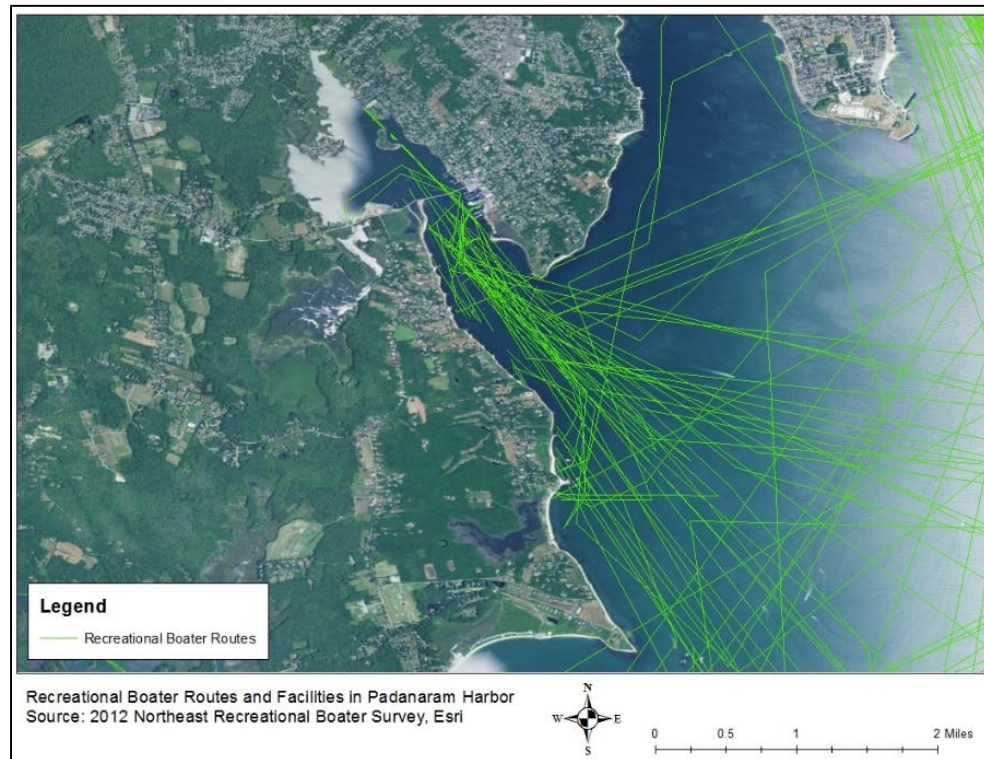 Legend
Recreational Boater Routes
Recreational Boater Routes and Facilities in Padanaram Harbor
Source: 2012 Northeast Recreational Boater Survey, Esri
N
W E
S
0 0.5 1 2 Miles